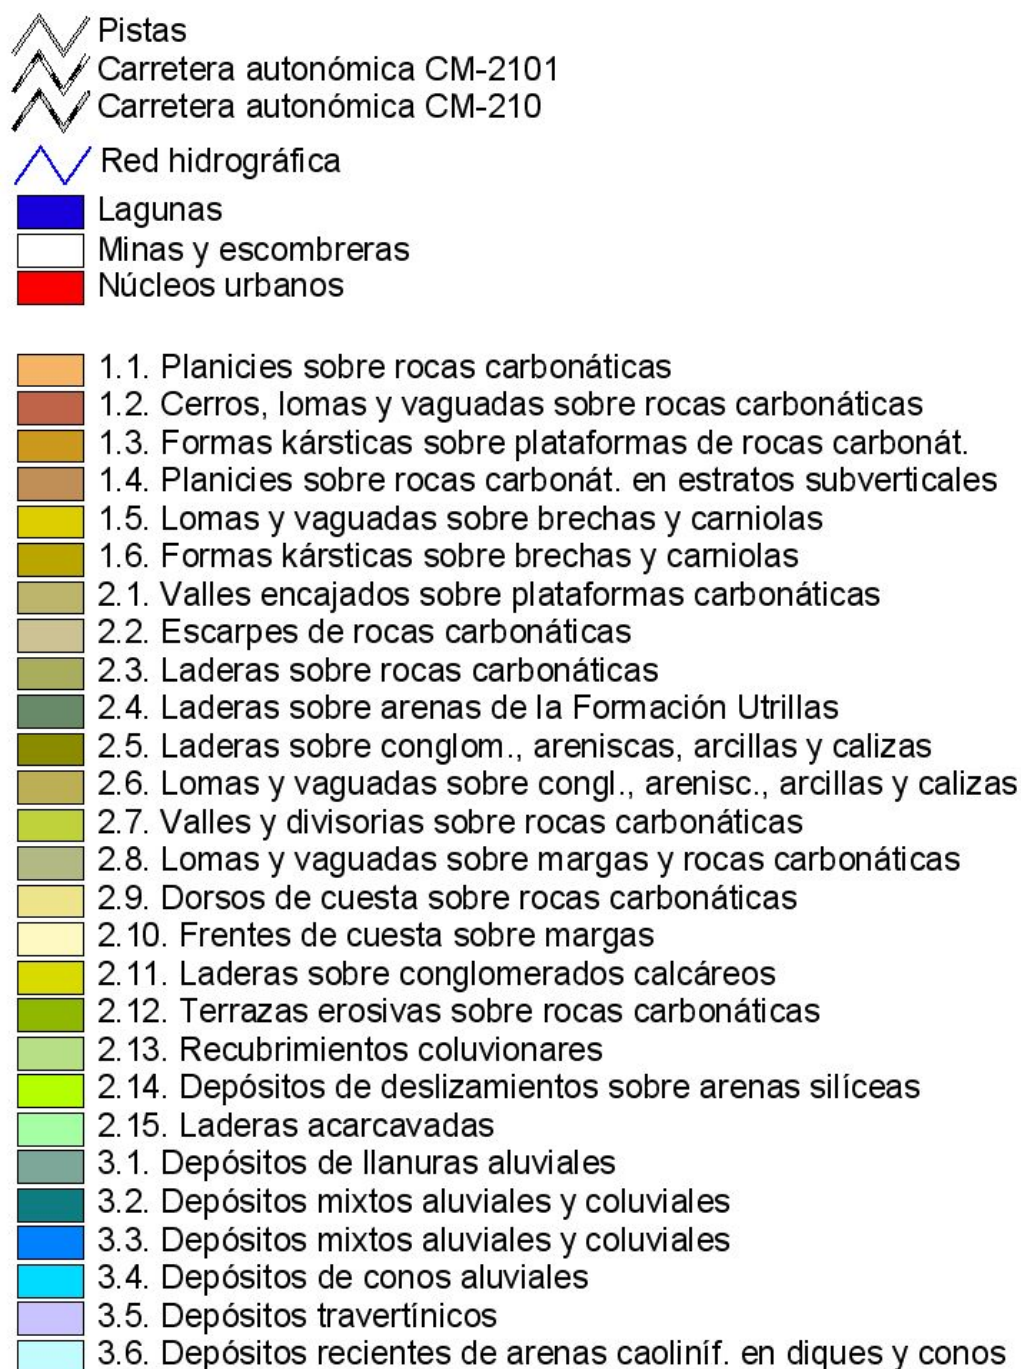 Pistas
Carretera autonómica CM-2101
Carretera autonómica CM-210
Red hidrográfica
Lagunas
Minas y escombreras
Núcleos urbanos
1.1. Planicies sobre rocas carbonáticas
1.2. Cerros, lomas y vaguadas sobre rocas carbonáticas
1.3. Formas kársticas sobre plataformas de rocas carbonát.
1.4. Planicies sobre rocas carbonát. en estratos subverticales
1.5. Lomas y vaguadas sobre brechas y carniolas
1.6. Formas kársticas sobre brechas y carniolas
2.1. Valles encajados sobre plataformas carbonáticas
2.2. Escarpes de rocas carbonáticas
2.3. Laderas sobre rocas carbonáticas
2.4. Laderas sobre arenas de la Formación Utrillas
2.5. Laderas sobre conglom., areniscas, arcillas y calizas
2.6. Lomas y vaguadas sobre congl., arenisc., arcillas y calizas
2.7. Valles y divisorias sobre rocas carbonáticas
2.8. Lomas y vaguadas sobre margas y rocas carbonáticas
2.9. Dorsos de cuesta sobre rocas carbonáticas
2.10. Frentes de cuesta sobre margas
2.11. Laderas sobre conglomerados calcáreos
2.12. Terrazas erosivas sobre rocas carbonáticas
2.13. Recubrimientos coluvionares
2.14. Depósitos de deslizamientos sobre arenas silíceas
2.15. Laderas acarcavadas
3.1. Depósitos de llanuras aluviales
3.2. Depósitos mixtos aluviales y coluviales
3.3. Depósitos mixtos aluviales y coluviales
3.4. Depósitos de conos aluviales
3.5. Depósitos travertínicos
3.6. Depósitos recientes de arenas caoliníf. en diques y conos